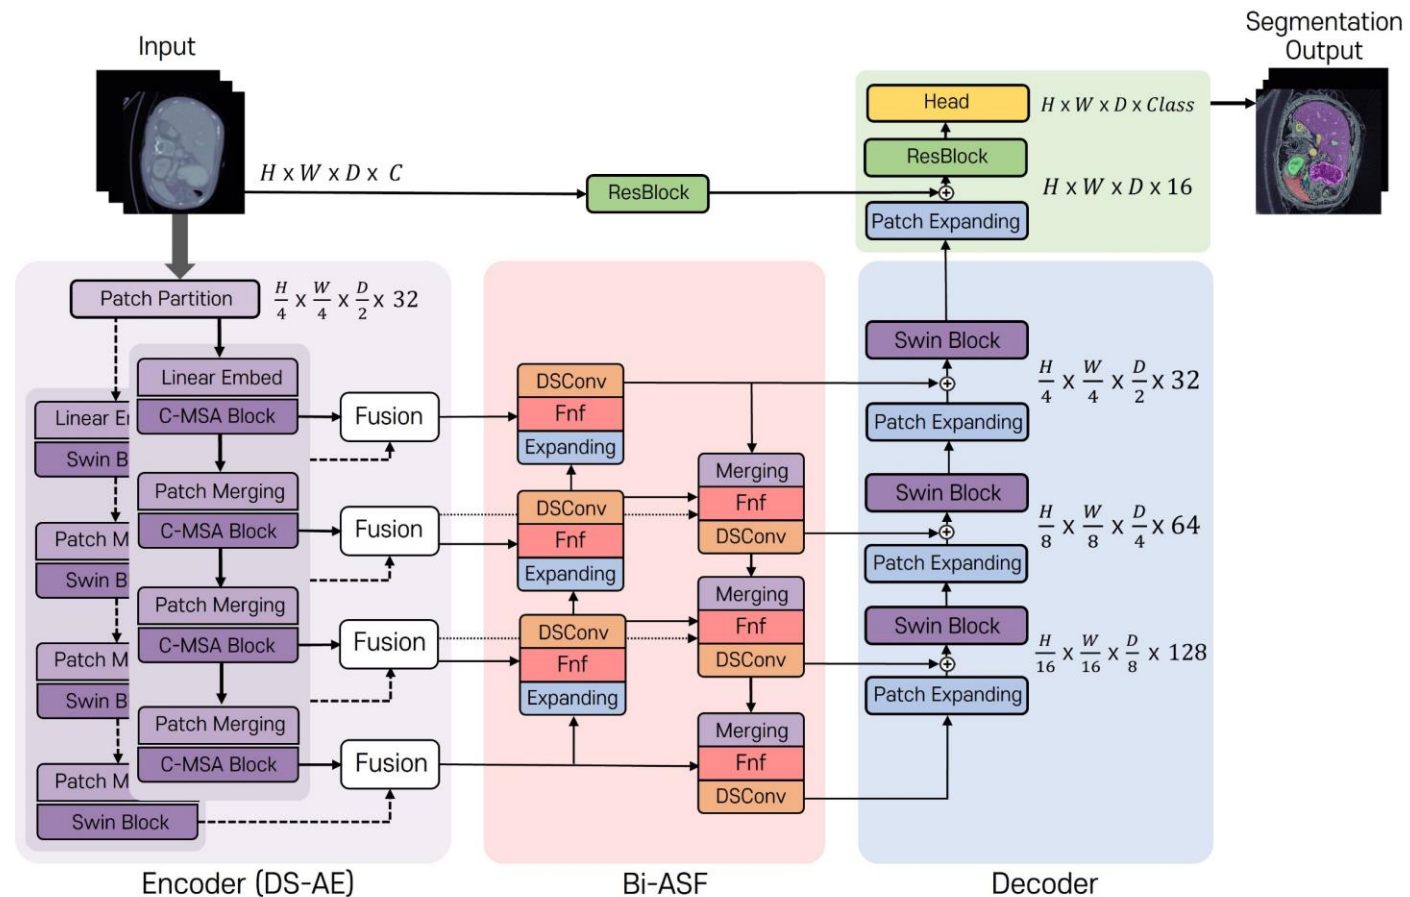 Input
Segmentation
Output
H x W x D x C
ResBlock
Head
H x W x D x Class
ResBlock
H x W x D x 16
Patch Expanding
Patch Partition
H/4 x W/4 x D/2 x 32
Linear Embed
C-MSA Block
Patch Merging
C-MSA Block
Patch Merging
C-MSA Block
Patch Merging
C-MSA Block
Linear E
Swin B
Patch M
Swin B
Patch M
Swin B
Patch M
Swin Block
Fusion
Fusion
Fusion
Fusion
Encoder (DS-AE)
DSConv
Fnf
Expanding
DSConv
Fnf
Expanding
DSConv
Fnf
Expanding
Merging
Fnf
DSConv
Merging
Fnf
DSConv
Merging
Fnf
DSConv
Bi-ASF
Swin Block
H/4 x W/4 x D/2 x 32
Patch Expanding
Swin Block
H/8 x W/8 x D/4 x 64
Patch Expanding
Swin Block
H/16 x W/16 x D/8 x 128
Patch Expanding
Decoder